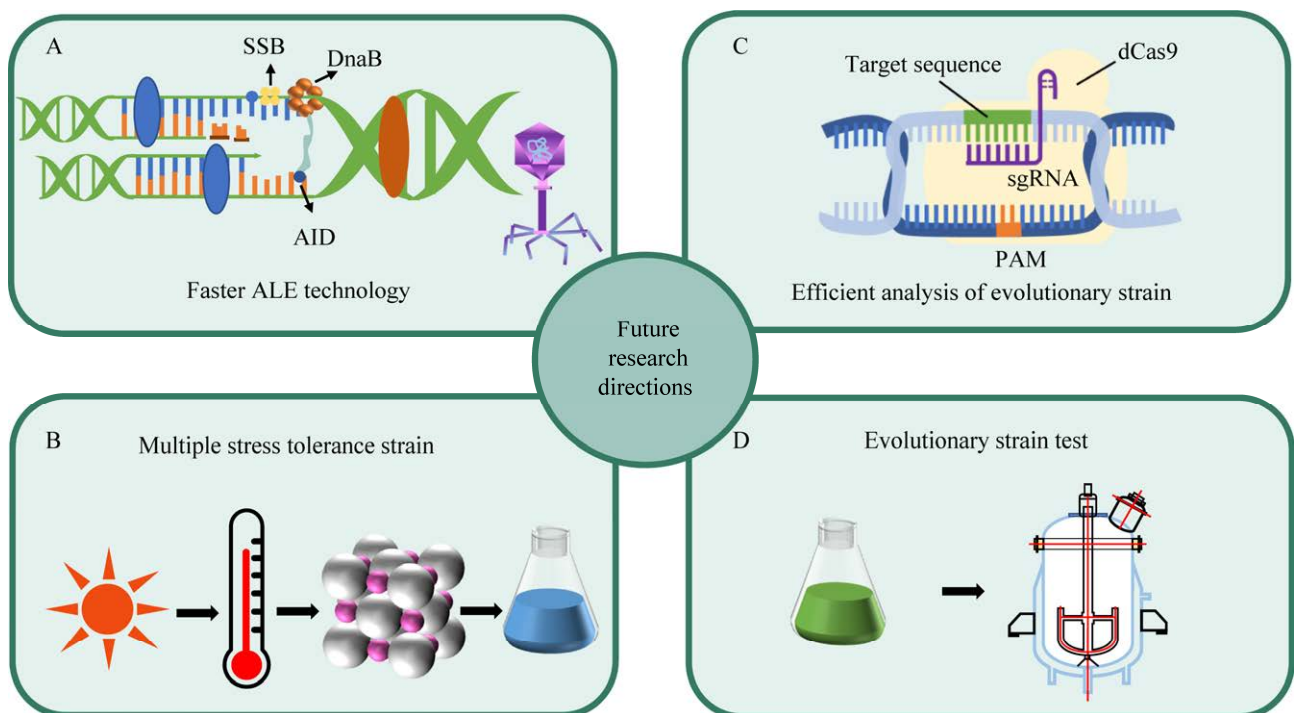 A
SSB
DnaB
AID
Faster ALE technology
C
dCas9
Target sequence
sgRNA
PAM
Efficient analysis of evolutionary strain
Future
research
directions
B
Multiple stress tolerance strain
D
Evolutionary strain test